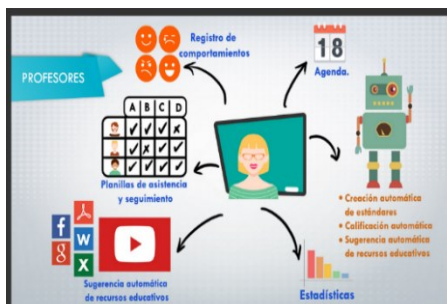 PROFESORES
Registro de
comportamientos
18
Agenda.
A B C D
Planillas de asistencia
y seguimiento
• Creación automática
de estándares
• Calificación automática
• Sugerencia automática
de recursos educativos
f
g
W
X
Sugerencia automática
de recursos educativos
Estadísticas